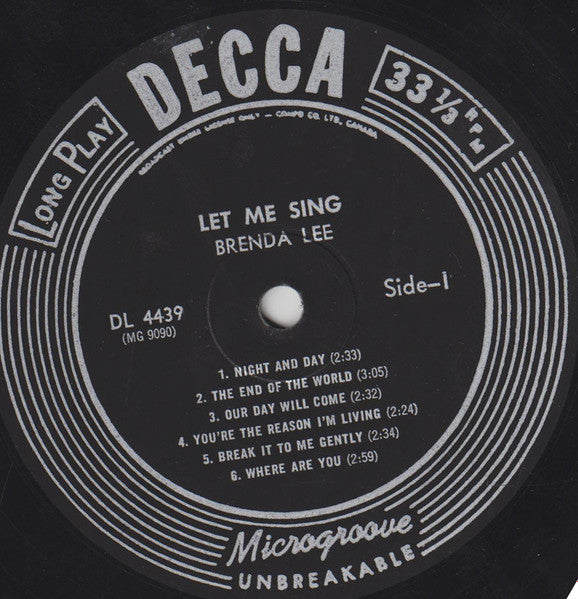 DECCA
LONG PLAY
33 1/3 RPM
BROADCAST UNDER LICENSE ONLY — COMPO CO. LTD., CANADA
LET ME SING
BRENDA LEE
Side-1
DL 4439
(MG 9090)
1. NIGHT AND DAY (2:33)
2. THE END OF THE WORLD (3:05)
3. OUR DAY WILL COME (2:32)
4. YOU'RE THE REASON I'M LIVING (2:24)
5. BREAK IT TO ME GENTLY (2:34)
6. WHERE ARE YOU (2:59)
Microgroove
UNBREAKABLE